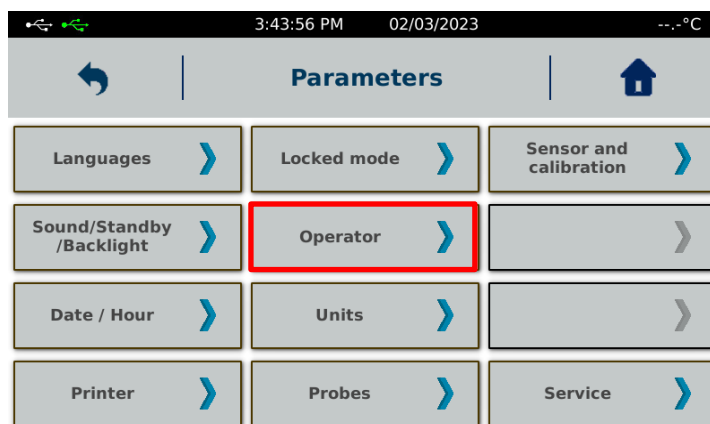 3:43:56 PM 02/03/2023 --.-°C
Parameters
Languages
Locked mode
Sensor and
calibration
Sound/Standby
/Backlight
Operator
Date / Hour
Units
Printer
Probes
Service